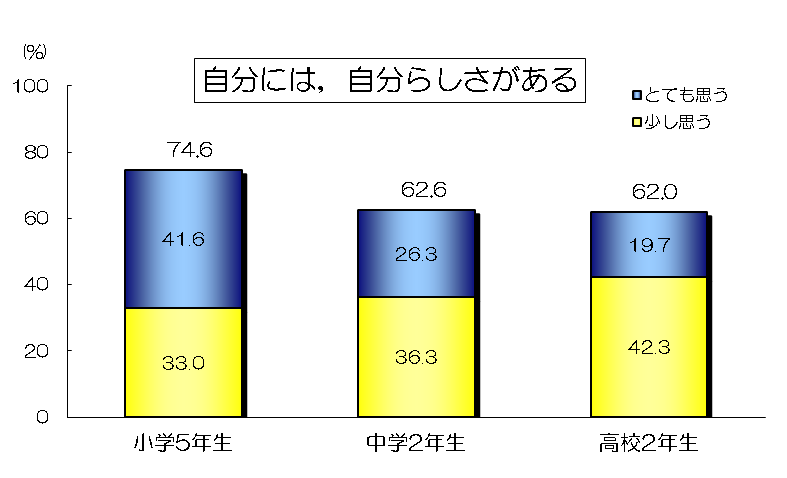 (%)
自分には，自分らしさがある
100
とても思う
少し思う
80
74.6
62.6
62.0
60
41.6
26.3
19.7
40
33.0
36.3
42.3
20
0
小学5年生
中学2年生
高校2年生